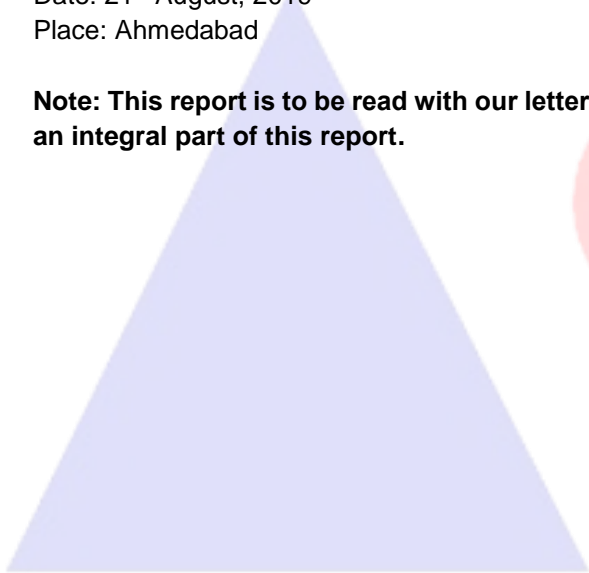 Date: 21 August,
Place: Ahmedabad
Note: This report is to be read with our letter
an integral part of this report.